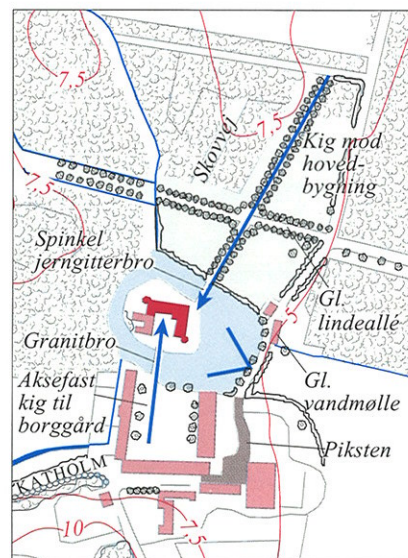 7,5
7,5
Skovvej
Kig mod
hoved-
bygning
7,5
Spinkel
jerngitterbro
Gl.
lindeallé
5
Granitbro
Gl.
vandmølle
Aksefast
kig til
borggård
Piksten
KATHOLM
10
7,5